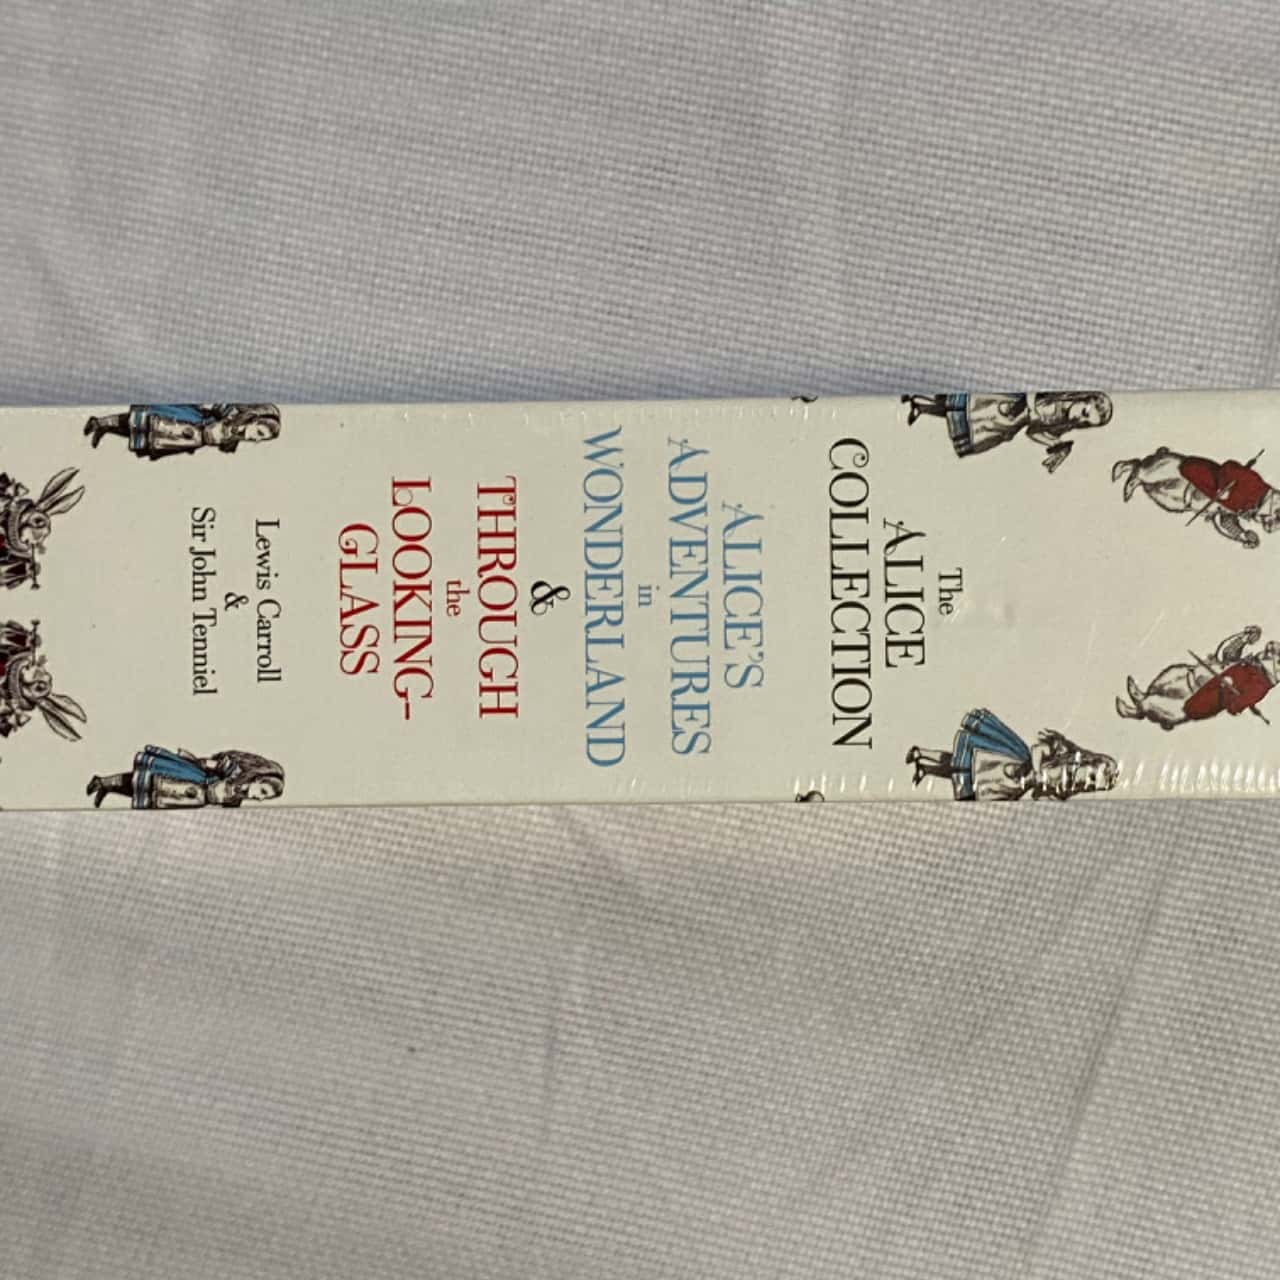 The
ALICE
COLLECTION
ALICE'S
ADVENTURES
in
WONDERLAND
&
THROUGH
the
LOOKING-
GLASS
Lewis Carroll
&
Sir John Tenniel